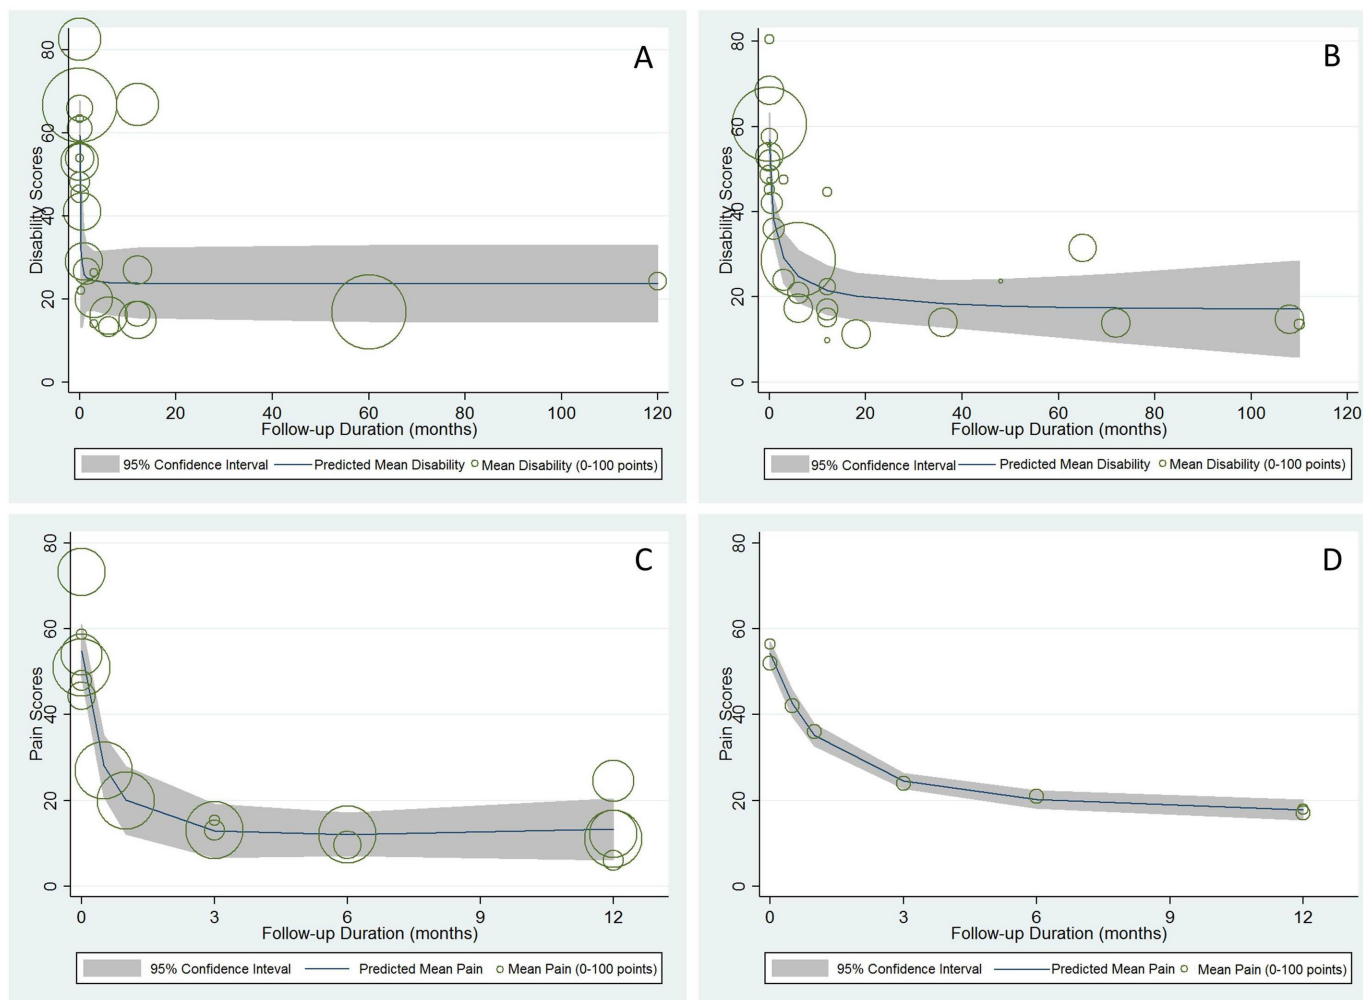 A
Disability Scores
80
60
40
20
0
0 20 40 60 80 100 120
Follow-up Duration (months)
95% Confidence Interval Predicted Mean Disability Mean Disability (0-100 points)
B
Disability Scores
80
60
40
20
0
0 20 40 60 80 100 120
Follow-up Duration (months)
95% Confidence Interval Predicted Mean Disability Mean Disability (0-100 points)
C
Pain Scores
80
60
40
20
0
0 3 6 9 12
Follow-up Duration (months)
95% Confidence Inteval Predicted Mean Pain Mean Pain (0-100 points)
D
Pain Scores
80
60
40
20
0
0 3 6 9 12
Follow-up Duration (months)
95% Confidence Interval Predicted Mean Pain Mean Pain (0-100 points)